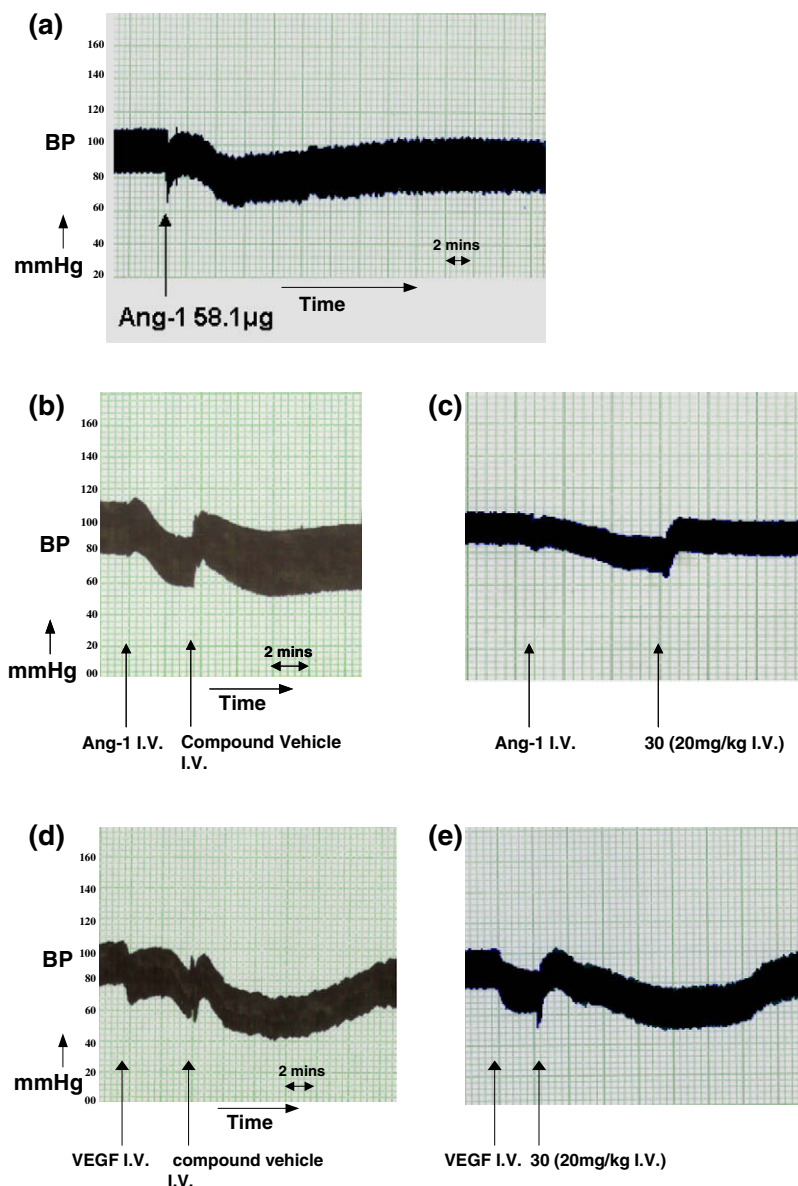 (a)
160
140
120
BP
100
80
60
mmHg
40
20
2 mins
Time
Ang-1 58.1µg
(b)
160
140
120
100
BP
80
60
40
mmHg
20
00
2 mins
Time
Ang-1 I.V.
Compound Vehicle
I.V.
(c)
Ang-1 I.V.
30 (20mg/kg I.V.)
(d)
160
140
120
BP
100
80
60
40
mmHg
20
00
2 mins
Time
VEGF I.V.
compound vehicle
I.V.
(e)
VEGF I.V.
30 (20mg/kg I.V.)